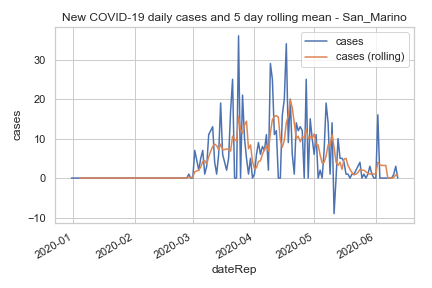 New COVID-19 daily cases and 5 day rolling mean - San_Marino
cases
cases (rolling)
30
20
10
0
−10
cases
2020-01
2020-02
2020-03
2020-04
2020-05
2020-06
dateRep